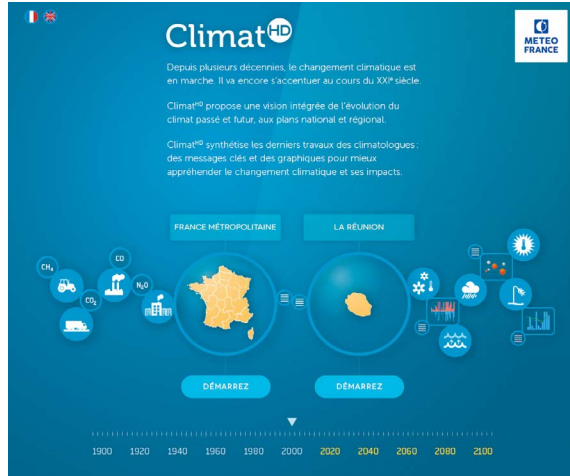 Climat HD
METEO
FRANCE
Depuis plusieurs décennies, le changement climatique est
en marche. Il va encore s'accentuer au cours du XXIe siècle.
ClimatHD propose une vision intégrée de l'évolution du
climat passé et futur, aux plans national et régional.
ClimatHD synthétise les derniers travaux des climatologues :
des messages clés et des graphiques pour mieux
appréhender le changement climatique et ses impacts.
FRANCE MÉTROPOLITAINE
LA RÉUNION
CH₄
CO
CO₂
N₂O
DÉMARREZ
DÉMARREZ
1900 1920 1940 1960 1980 2000 2020 2040 2060 2080 2100